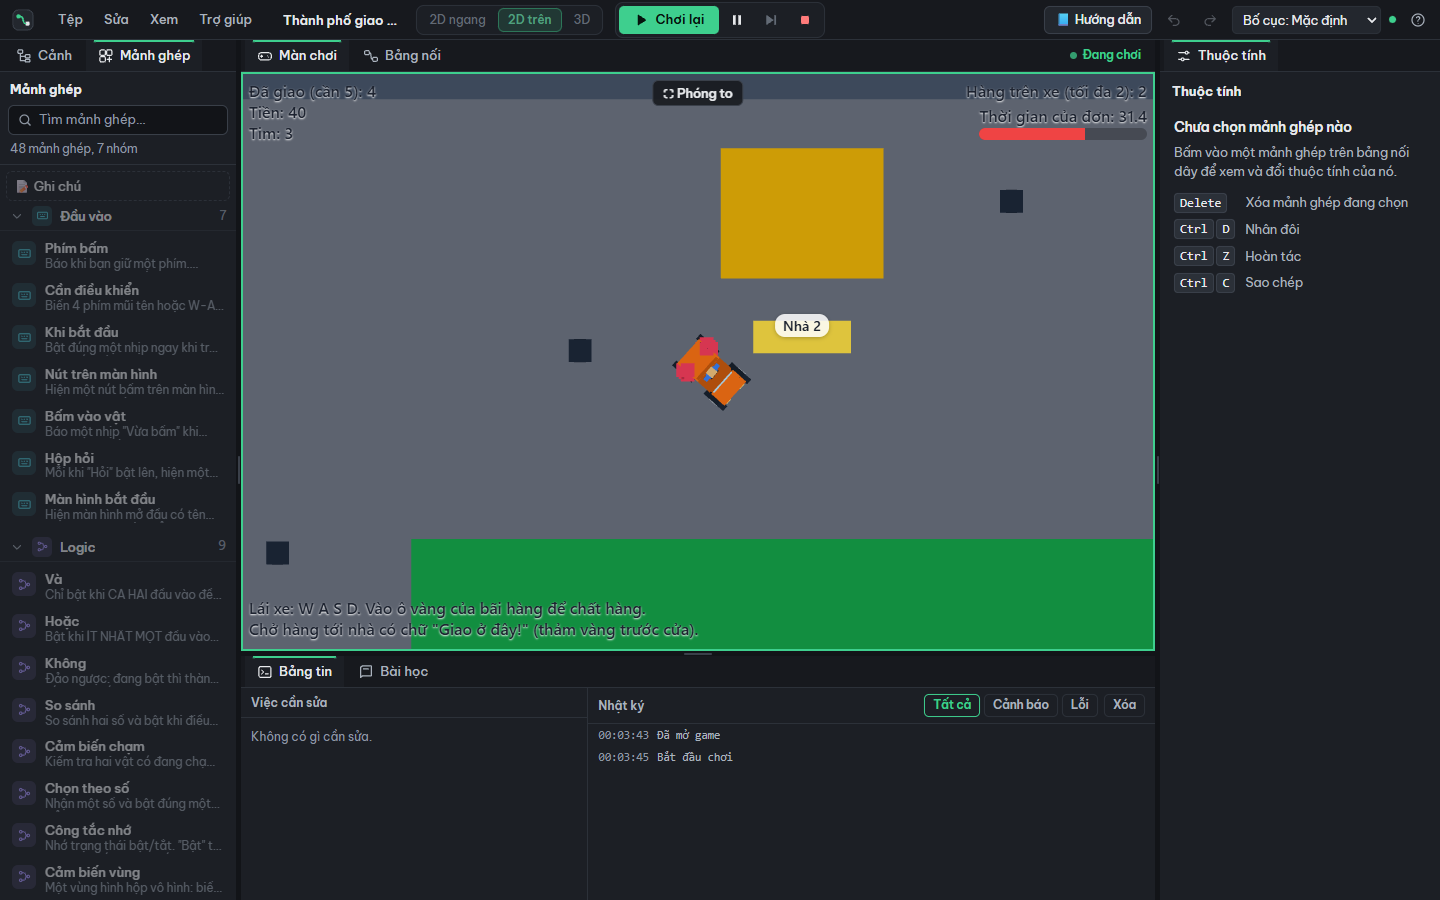 Tệp Sửa Xem Trợ giúp Thành phố giao ... 2D ngang 2D trên 3D Chơi lại Hướng dẫn Bố cục: Mặc định
Cảnh Mảnh ghép
Màn chơi Bảng nối Đang chơi
Thuộc tính
Mảnh ghép
Tìm mảnh ghép...
48 mảnh ghép, 7 nhóm
Ghi chú
Đầu vào 7
Phím bấm
Báo khi bạn giữ một phím....
Cần điều khiển
Biến 4 phím mũi tên hoặc W-A...
Khi bắt đầu
Bật đúng một nhịp ngay khi tr...
Nút trên màn hình
Hiện một nút bấm trên màn hìn...
Bấm vào vật
Báo một nhịp "Vừa bấm" khi...
Hộp hỏi
Mỗi khi "Hỏi" bật lên, hiện một...
Màn hình bắt đầu
Hiện màn hình mở đầu có tên...
Logic 9
Và
Chỉ bật khi CẢ HAI đầu vào đề...
Hoặc
Bật khi ÍT NHẤT MỘT đầu vào...
Không
Đảo ngược: đang bật thì thàn...
So sánh
So sánh hai số và bật khi điều...
Cảm biến chạm
Kiểm tra hai vật có đang chạ...
Chọn theo số
Nhận một số và bật đúng một...
Công tắc nhớ
Nhớ trạng thái bật/tắt. "Bật" t...
Cảm biến vùng
Một vùng hình hộp vô hình: biế...
Đã giao (cần 5): 4
Tiền: 40
Tim: 3
Phóng to
Hàng trên xe (tối đa 2): 2
Thời gian của đơn: 31.4
Nhà 2
Lái xe: W A S D. Vào ô vàng của bãi hàng để chất hàng.
Chở hàng tới nhà có chữ "Giao ở đây!" (thảm vàng trước cửa).
Bảng tin Bài học
Việc cần sửa
Không có gì cần sửa.
Nhật ký Tất cả Cảnh báo Lỗi Xóa
00:03:43 Đã mở game
00:03:45 Bắt đầu chơi
Thuộc tính
Chưa chọn mảnh ghép nào
Bấm vào một mảnh ghép trên bảng nối
dây để xem và đổi thuộc tính của nó.
Delete Xóa mảnh ghép đang chọn
Ctrl D Nhân đôi
Ctrl Z Hoàn tác
Ctrl C Sao chép